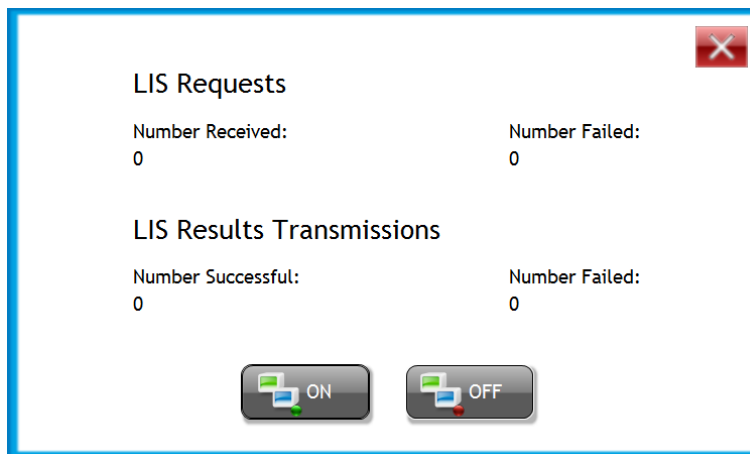 LIS Requests
Number Received: Number Failed:
0 0
LIS Results Transmissions
Number Successful: Number Failed:
0 0
ON OFF